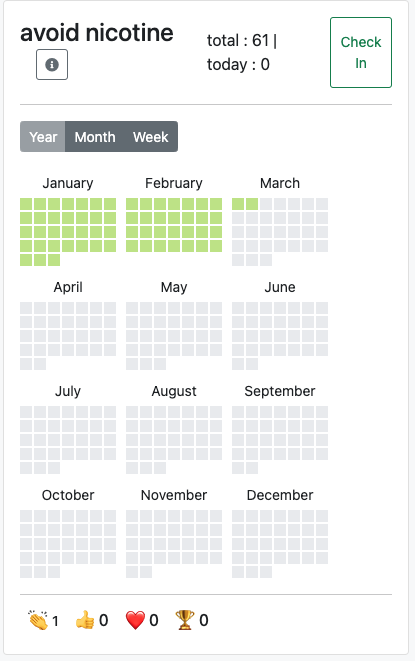 avoid nicotine
total : 61 |
today : 0
Check
In
Year Month Week
January February March
April May June
July August September
October November December
👏 1 👍 0 ❤️ 0 🏆 0